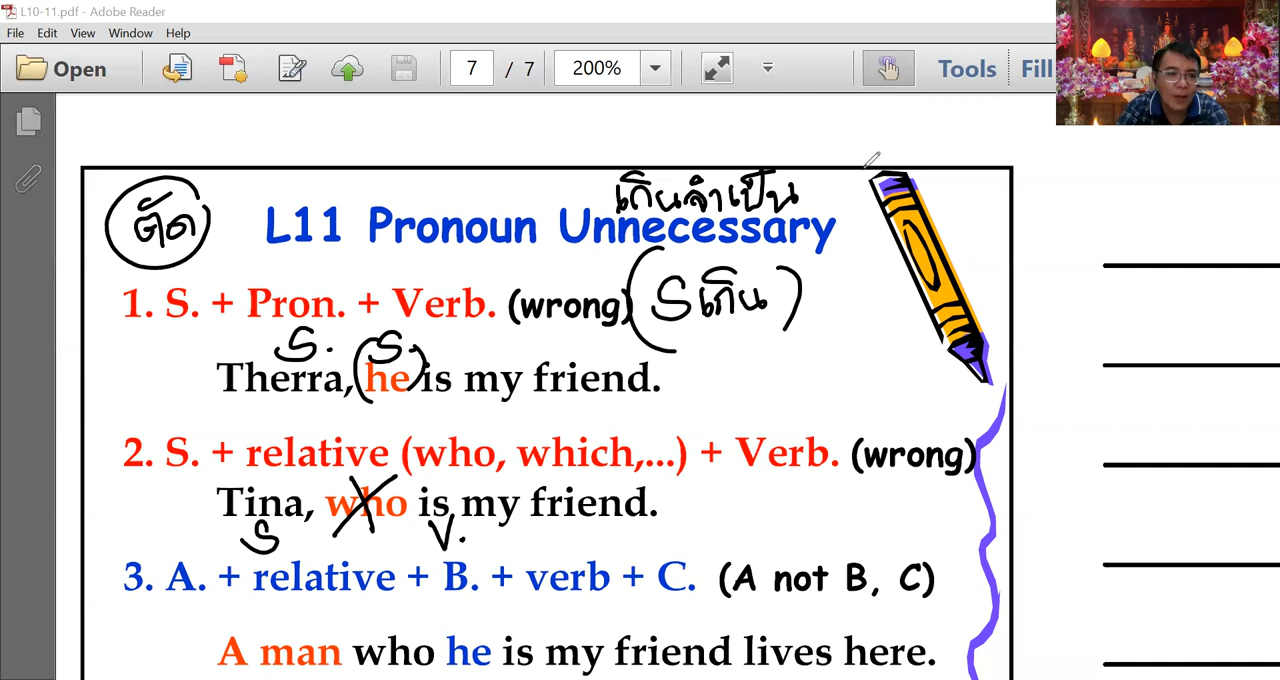 L10-11.pdf - Adobe Reader
File Edit View Window Help
Open 7 / 7 200% Tools Fill
ตัด
เกินจำเป็น
L11 Pronoun Unnecessary
1. S. + Pron. + Verb. (wrong) (S เกิน)
S. S
Therra, (he) is my friend.
2. S. + relative (who, which,...) + Verb. (wrong)
Tina, who is my friend.
S V.
3. A. + relative + B. + verb + C. (A not B, C)
A man who he is my friend lives here.